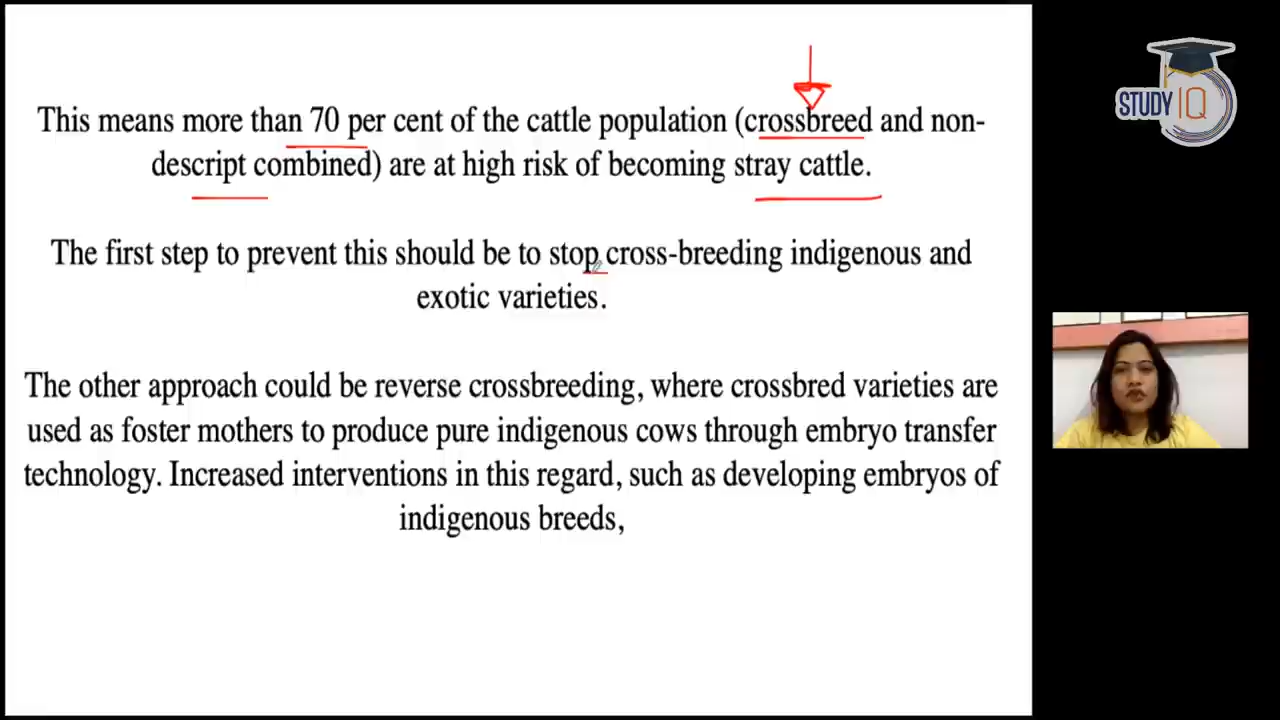 This means more than 70 per cent of the cattle population (crossbreed and non-
descript combined) are at high risk of becoming stray cattle.
The first step to prevent this should be to stop cross-breeding indigenous and
exotic varieties.
The other approach could be reverse crossbreeding, where crossbred varieties are
used as foster mothers to produce pure indigenous cows through embryo transfer
technology. Increased interventions in this regard, such as developing embryos of
indigenous breeds,
STUDY IQ